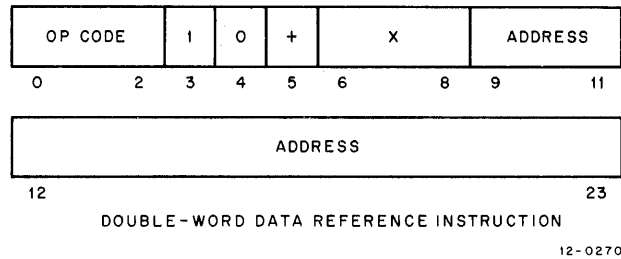 OP CODE 1 0 + X ADDRESS
0 2 3 4 5 6 8 9 11
ADDRESS
12 23
DOUBLE-WORD DATA REFERENCE INSTRUCTION
12-0270